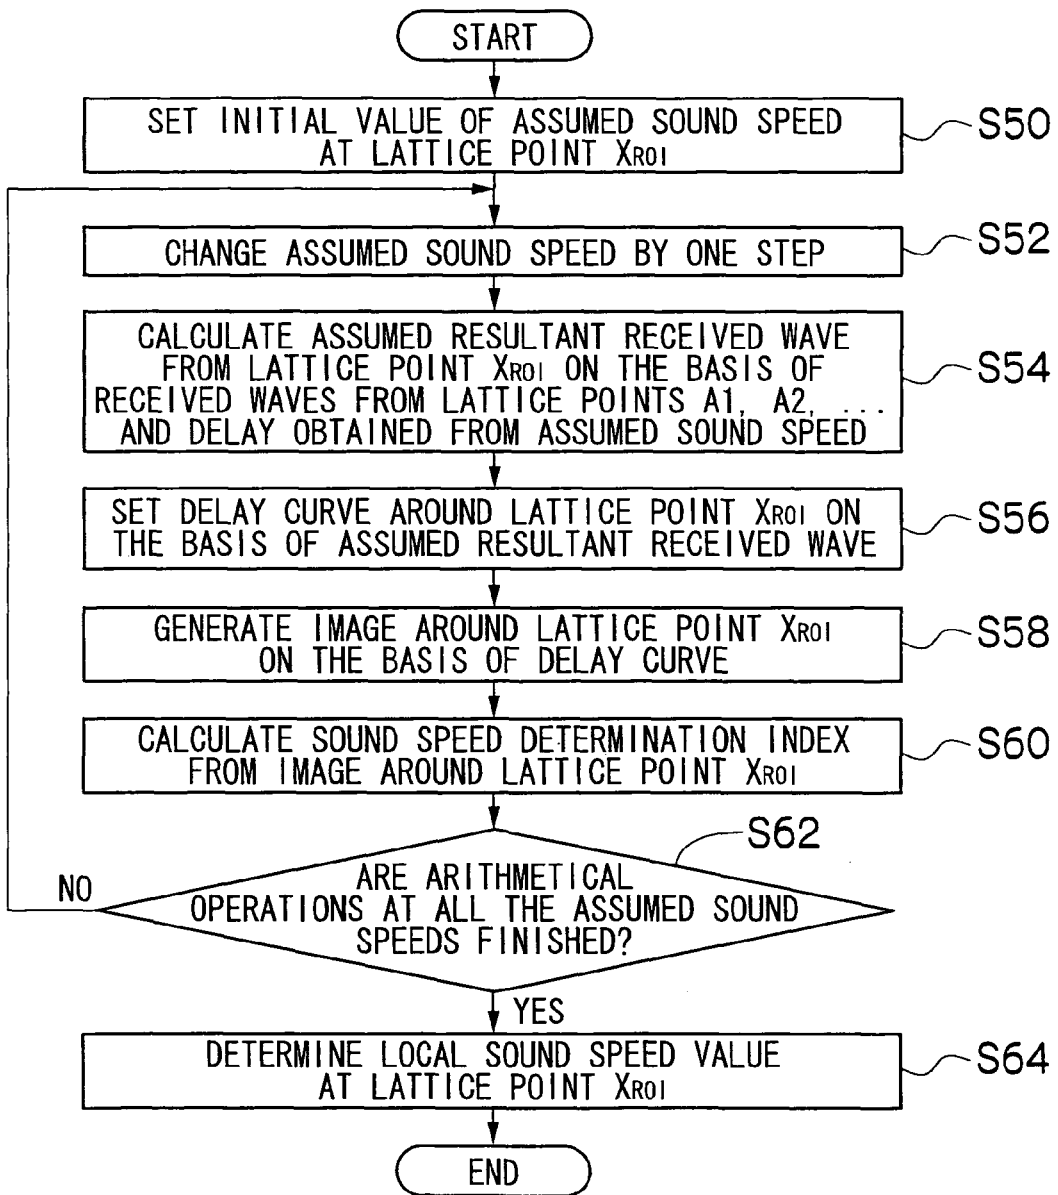 START
SET INITIAL VALUE OF ASSUMED SOUND SPEED
AT LATTICE POINT XROI
S50
CHANGE ASSUMED SOUND SPEED BY ONE STEP
S52
CALCULATE ASSUMED RESULTANT RECEIVED WAVE
FROM LATTICE POINT XROI ON THE BASIS OF
RECEIVED WAVES FROM LATTICE POINTS A1, A2, ...
AND DELAY OBTAINED FROM ASSUMED SOUND SPEED
S54
SET DELAY CURVE AROUND LATTICE POINT XROI ON
THE BASIS OF ASSUMED RESULTANT RECEIVED WAVE
S56
GENERATE IMAGE AROUND LATTICE POINT XROI
ON THE BASIS OF DELAY CURVE
S58
CALCULATE SOUND SPEED DETERMINATION INDEX
FROM IMAGE AROUND LATTICE POINT XROI
S60
S62
ARE ARITHMETICAL
OPERATIONS AT ALL THE ASSUMED SOUND
SPEEDS FINISHED?
NO
YES
DETERMINE LOCAL SOUND SPEED VALUE
AT LATTICE POINT XROI
S64
END